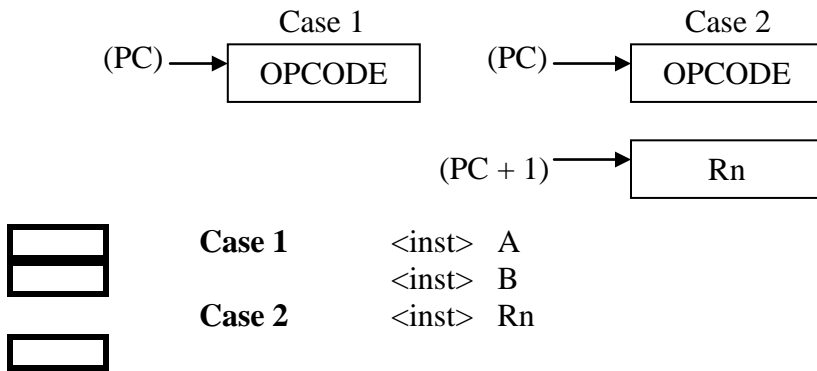 Case 1 Case 2
(PC) OPCODE (PC) OPCODE
(PC + 1) Rn
Case 1 <inst> A
<inst> B
Case 2 <inst> Rn